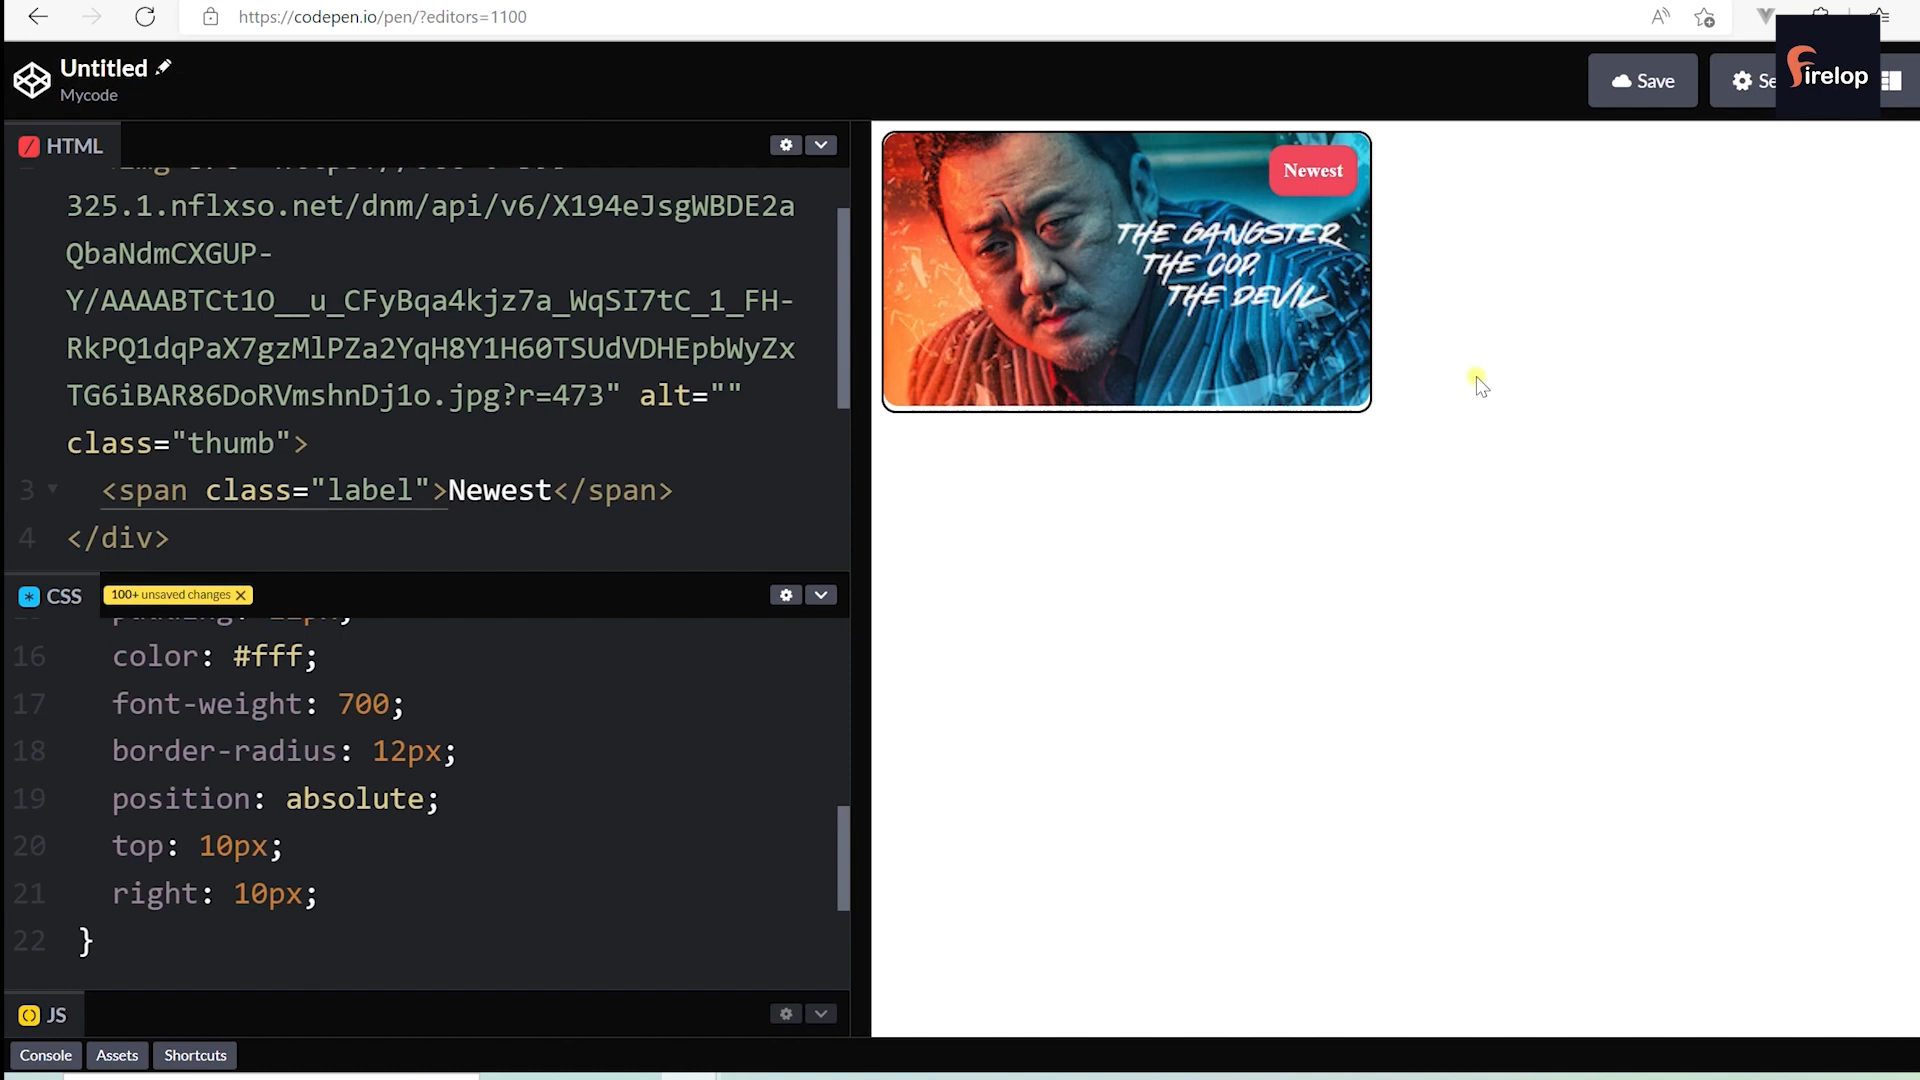 https://codepen.io/pen/?editors=1100
Untitled
Mycode
Save
Se
Firelop
HTML
325.1.nflxso.net/dnm/api/v6/X194eJsgWBDE2a
QbaNdmCXGUP-
Y/AAAABTCt1O__u_CFyBqa4kjz7a_WqSI7tC_1_FH-
RkPQ1dqPaX7gzMlPZa2YqH8Y1H60TSUdVDHEpbWyZx
TG6iBAR86DoRVmshnDj1o.jpg?r=473" alt=""
class="thumb">
3 <span class="label">Newest</span>
4 </div>
CSS
100+ unsaved changes
16 color: #fff;
17 font-weight: 700;
18 border-radius: 12px;
19 position: absolute;
20 top: 10px;
21 right: 10px;
22 }
JS
Console Assets Shortcuts
Newest
THE GANGSTER,
THE COP,
THE DEVIL